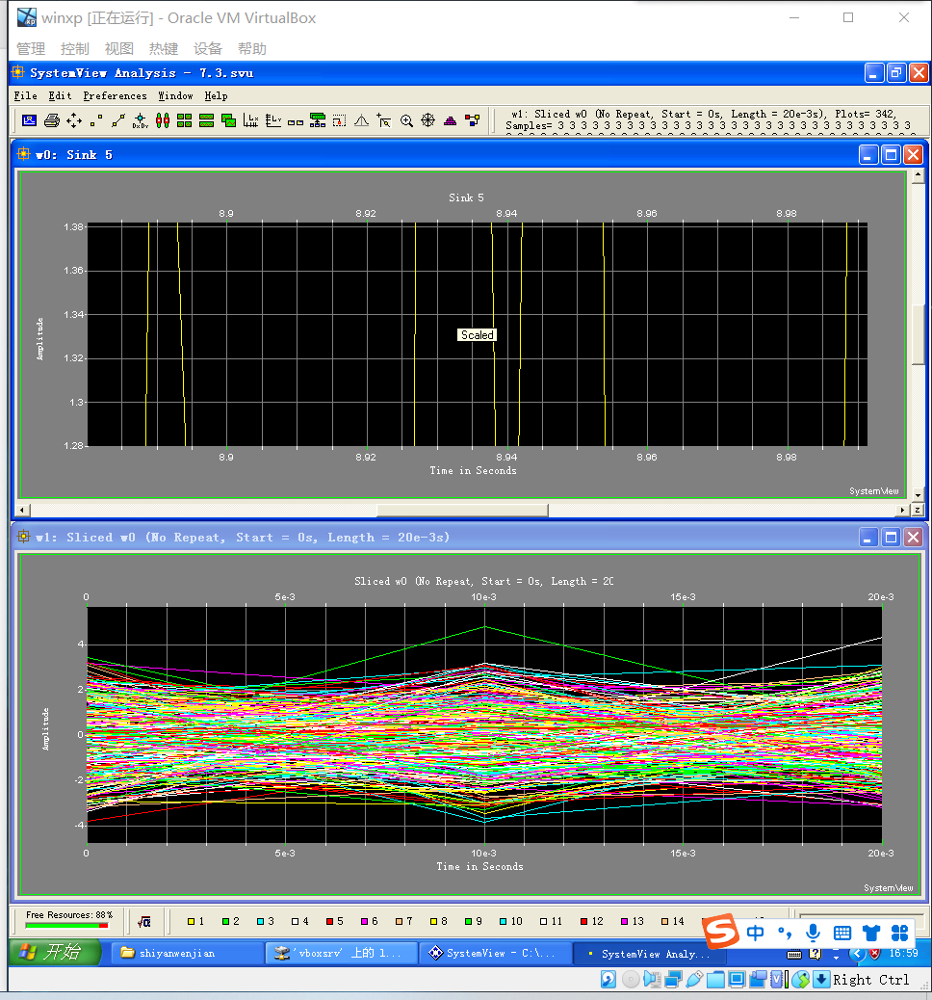 winxp [正在运行] - Oracle VM VirtualBox
管理 控制 视图 热键 设备 帮助
SystemView Analysis - 7.3.svu
File Edit Preferences Window Help
w1: Sliced w0 (No Repeat, Start = 0s, Length = 20e-3s), Plots= 342,
Samples= 3 3 3 3 3 3 3 3 3 3 3 3 3 3 3 3 3 3 3 3 3 3 3 3 3 3 3 3 3 3 3
w0: Sink 5
Sink 5
8.9 8.92 8.94 8.96 8.98
1.38
1.36
1.34
1.32
1.3
1.28
Amplitude
Scaled
8.9 8.92 8.94 8.96 8.98
Time in Seconds
SystemView
z
w1: Sliced w0 (No Repeat, Start = 0s, Length = 20e-3s)
Sliced w0 (No Repeat, Start = 0s, Length = 20
0 5e-3 10e-3 15e-3 20e-3
4
2
0
-2
-4
Amplitude
0 5e-3 10e-3 15e-3 20e-3
Time in Seconds
SystemView
Free Resources: 88%
√α
1 2 3 4 5 6 7 8 9 10 11 12 13 14
S 中
开始 shiyanwenjian 'vboxsrv' 上的 1... SystemView - C:\... SystemView Analy... 16:59
Right Ctrl